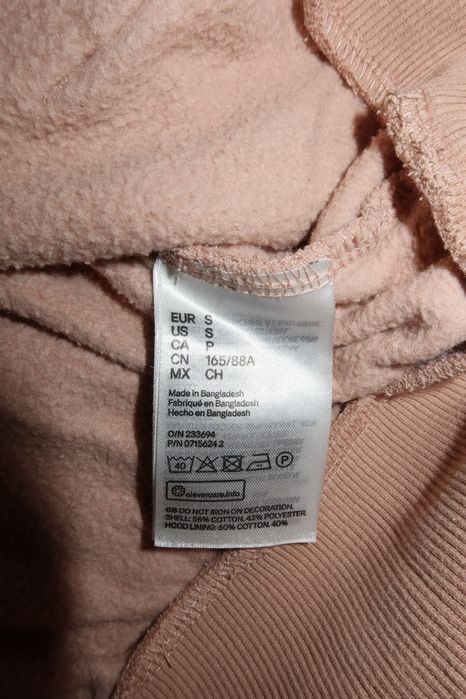 EUR S
US S
CA P
CN 165/88A
MX CH
Made in Bangladesh
Fabriqué en Bangladesh
Hecho en Bangladesh
O/N 233694
P/N 0715624 2
40 P
clevercare.info
GB DO NOT IRON ON DECORATION.
SHELL: 58% COTTON. 42% POLYESTER.
HOOD LINING: 60% COTTON. 40%